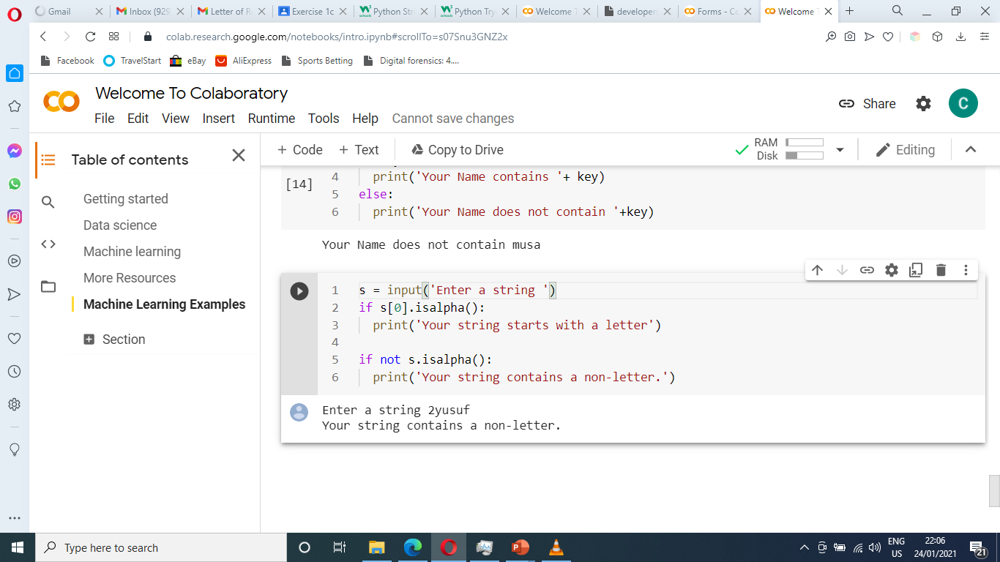 Gmail
Inbox (929
Letter of R
Exercise 1c
Python Str
Python Try
Welcome T
developer
Forms - Co
Welcome T
colab.research.google.com/notebooks/intro.ipynb#scrollTo=s07Snu3GNZ2x
Facebook
TravelStart
eBay
AliExpress
Sports Betting
Digital forensics: 4....
Welcome To Colaboratory
File Edit View Insert Runtime Tools Help Cannot save changes
Share
C
Table of contents
Getting started
Data science
Machine learning
More Resources
Machine Learning Examples
Section
+ Code + Text Copy to Drive
RAM
Disk
Editing
[14]
4 print('Your Name contains '+ key)
5 else:
6 print('Your Name does not contain '+key)
Your Name does not contain musa
1 s = input('Enter a string ')
2 if s[0].isalpha():
3 print('Your string starts with a letter')
4
5 if not s.isalpha():
6 print('Your string contains a non-letter.')
Enter a string 2yusuf
Your string contains a non-letter.
Type here to search
ENG
US
22:06
24/01/2021
21